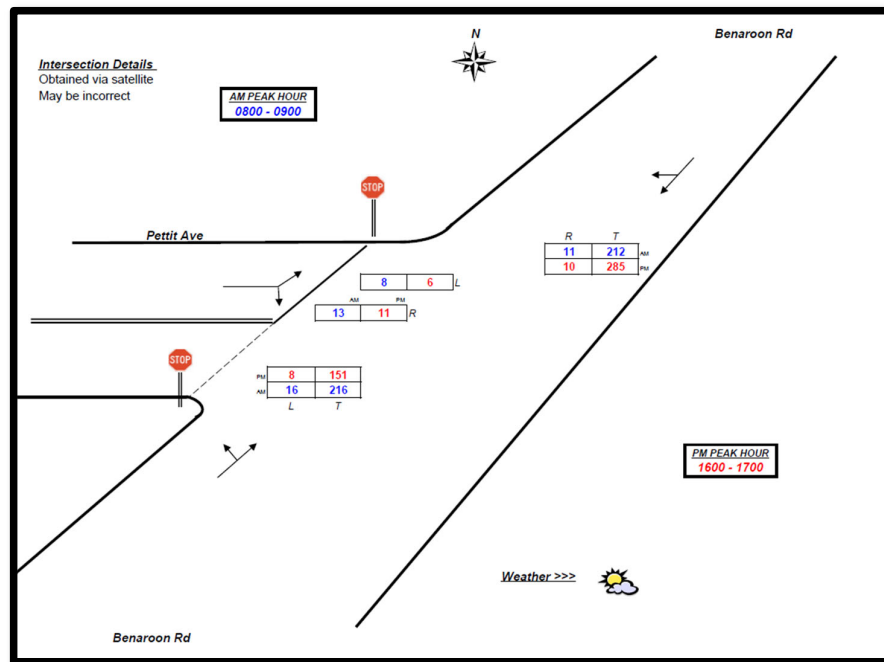 N
Benaroon Rd
Intersection Details
Obtained via satellite
May be incorrect
AM PEAK HOUR
0800 - 0900
STOP
Pettit Ave
R T
11 212 AM
10 285 PM
8 6 L
AM PM
13 11 R
STOP
PM 8 151
AM 16 216
L T
PM PEAK HOUR
1600 - 1700
Weather >>>
Benaroon Rd